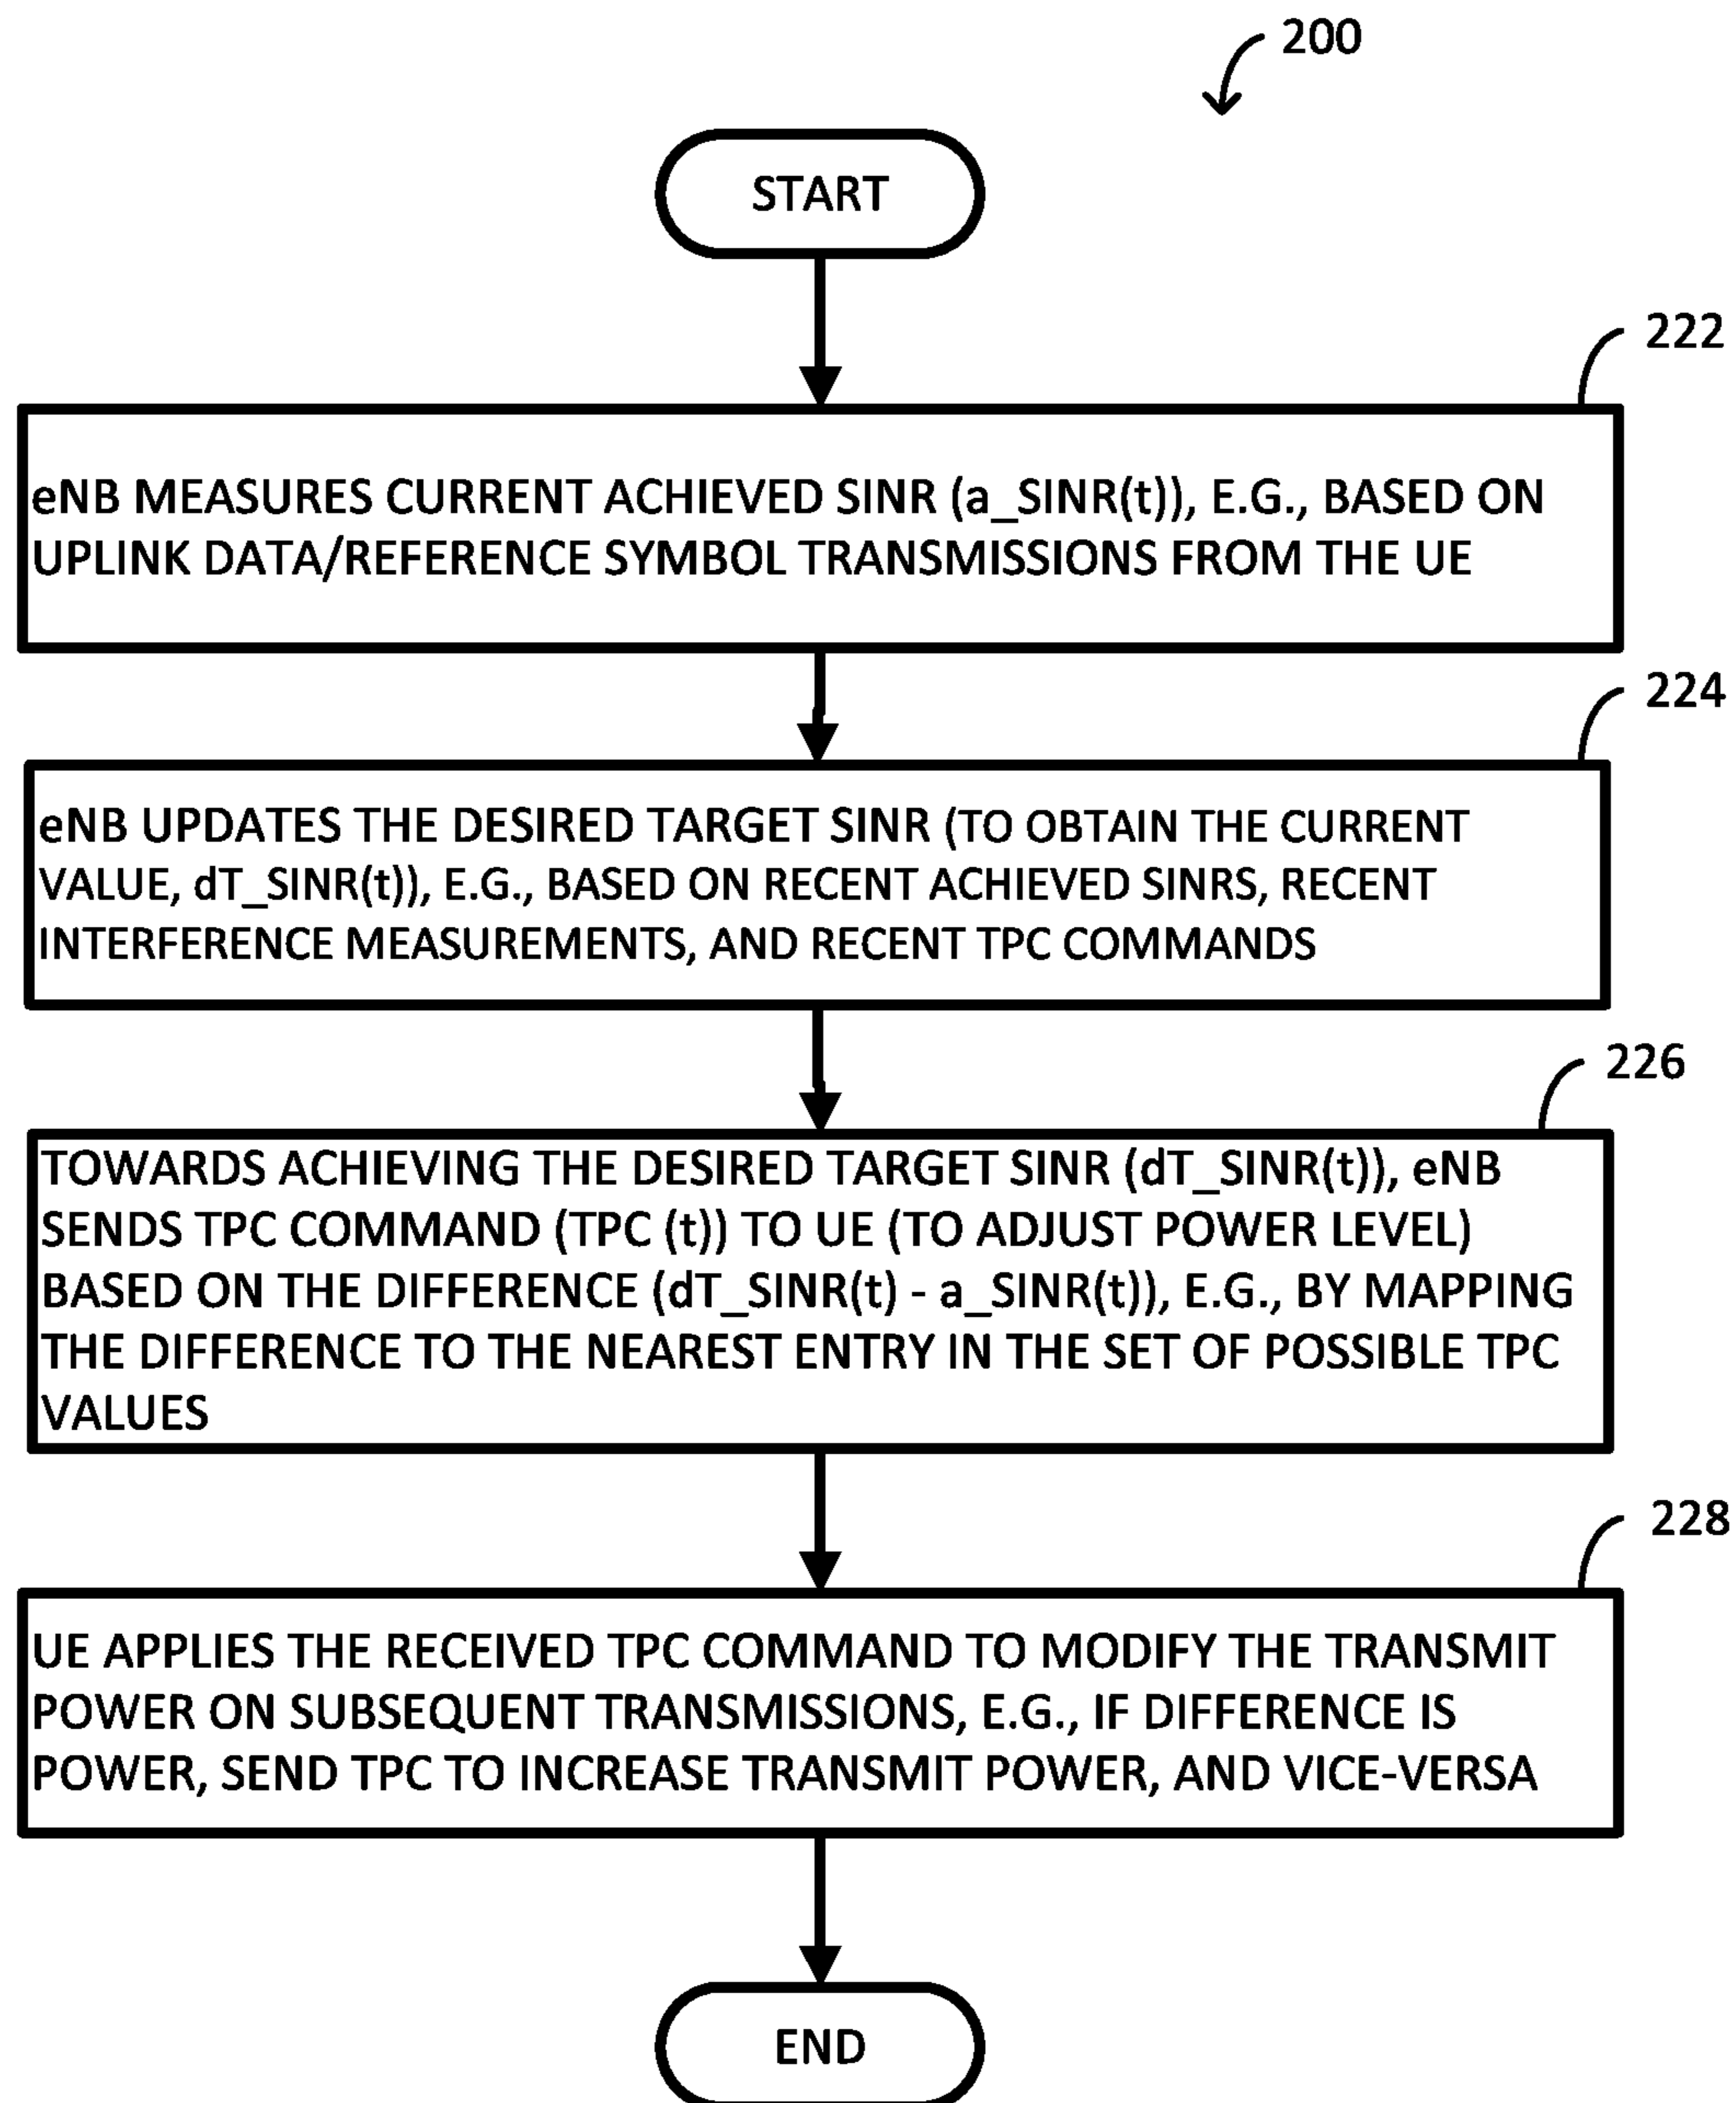 200
START
222
eNB MEASURES CURRENT ACHIEVED SINR (a_SINR(t)), E.G., BASED ON
UPLINK DATA/REFERENCE SYMBOL TRANSMISSIONS FROM THE UE
224
eNB UPDATES THE DESIRED TARGET SINR (TO OBTAIN THE CURRENT
VALUE, dT_SINR(t)), E.G., BASED ON RECENT ACHIEVED SINRS, RECENT
INTERFERENCE MEASUREMENTS, AND RECENT TPC COMMANDS
226
TOWARDS ACHIEVING THE DESIRED TARGET SINR (dT_SINR(t)), eNB
SENDS TPC COMMAND (TPC (t)) TO UE (TO ADJUST POWER LEVEL)
BASED ON THE DIFFERENCE (dT_SINR(t) - a_SINR(t)), E.G., BY MAPPING
THE DIFFERENCE TO THE NEAREST ENTRY IN THE SET OF POSSIBLE TPC
VALUES
228
UE APPLIES THE RECEIVED TPC COMMAND TO MODIFY THE TRANSMIT
POWER ON SUBSEQUENT TRANSMISSIONS, E.G., IF DIFFERENCE IS
POWER, SEND TPC TO INCREASE TRANSMIT POWER, AND VICE-VERSA
END